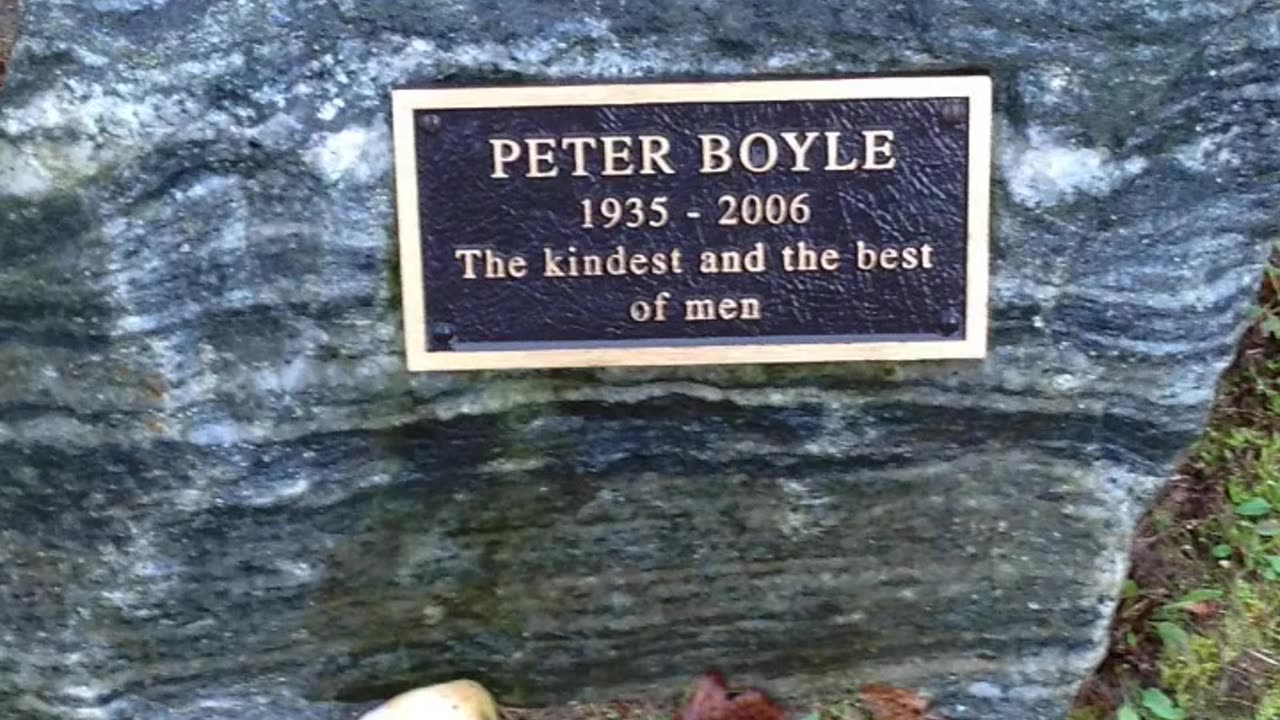 PETER BOYLE
1935 - 2006
The kindest and the best
of men